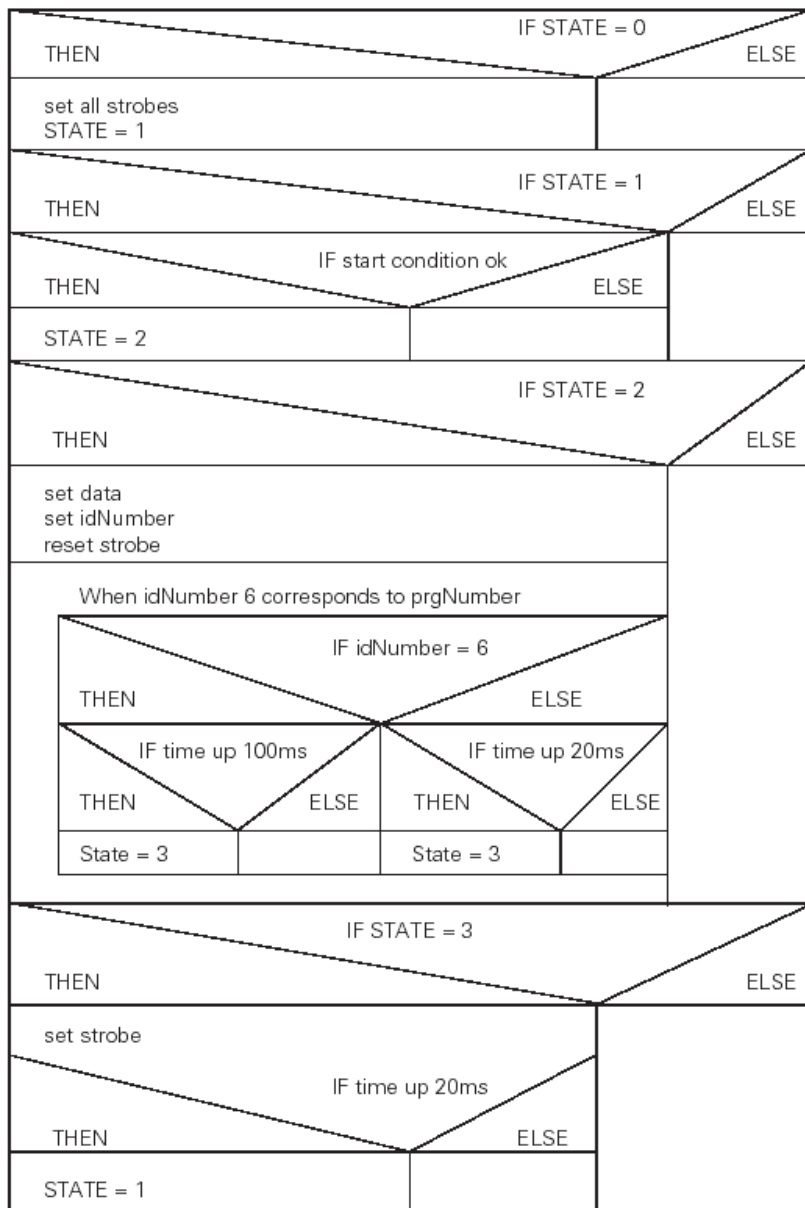 IF STATE = 0
THEN
ELSE
set all strobes
STATE = 1
IF STATE = 1
THEN
ELSE
IF start condition ok
THEN
ELSE
STATE = 2
IF STATE = 2
THEN
ELSE
set data
set idNumber
reset strobe
When idNumber 6 corresponds to prgNumber
IF idNumber = 6
THEN
ELSE
IF time up 100ms
IF time up 20ms
THEN
ELSE
THEN
ELSE
State = 3
State = 3
IF STATE = 3
THEN
ELSE
set strobe
IF time up 20ms
THEN
ELSE
STATE = 1